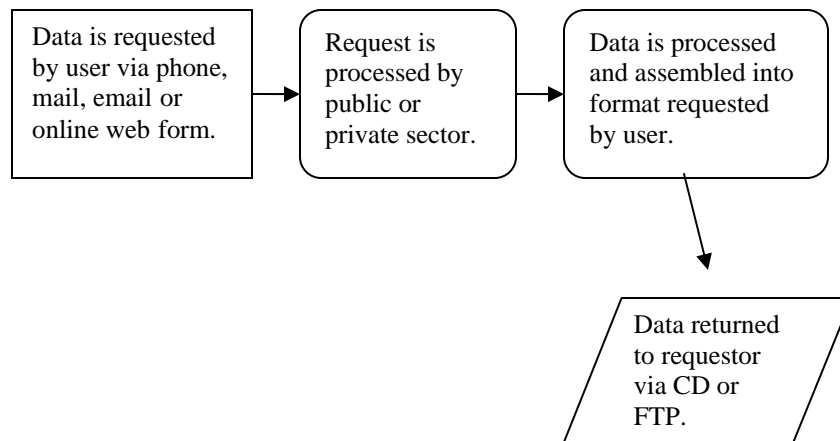 Data is requested
by user via phone,
mail, email or
online web form.
Request is
processed by
public or
private sector.
Data is processed
and assembled into
format requested
by user.
Data returned
to requestor
via CD or
FTP.